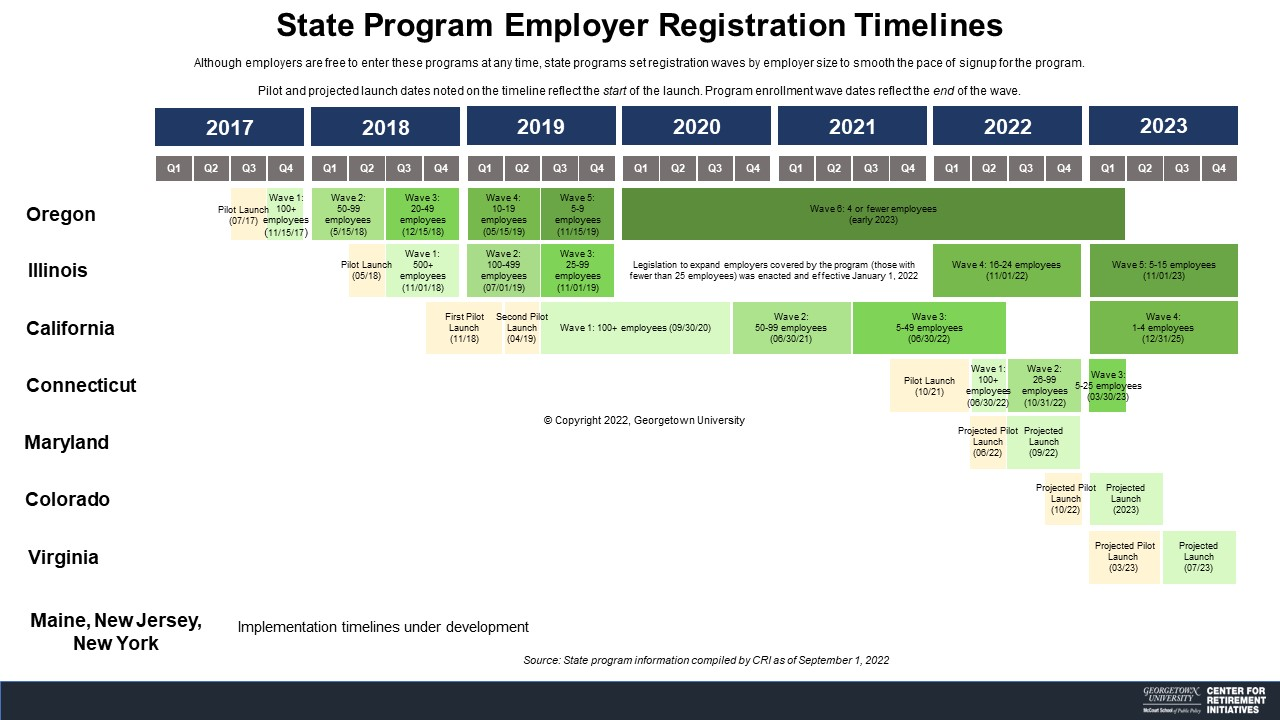 State Program Employer Registration Timelines
Although employers are free to enter these programs at any time, state programs set registration waves by employer size to smooth the pace of signup for the program.
Pilot and projected launch dates noted on the timeline reflect the start of the launch. Program enrollment wave dates reflect the end of the wave.
2017 2018 2019 2020 2021 2022 2023
Q1 Q2 Q3 Q4 Q1 Q2 Q3 Q4 Q1 Q2 Q3 Q4 Q1 Q2 Q3 Q4 Q1 Q2 Q3 Q4 Q1 Q2 Q3 Q4 Q1 Q2 Q3 Q4
Oregon
Pilot Launch
(07/17)
Wave 1:
100+
employees
(11/15/17)
Wave 2:
50-99
employees
(5/15/18)
Wave 3:
20-49
employees
(12/15/18)
Wave 4:
10-19
employees
(05/15/19)
Wave 5:
5-9
employees
(11/15/19)
Wave 6: 4 or fewer employees
(early 2023)
Illinois
Pilot Launch
(05/18)
Wave 1:
500+
employees
(11/01/18)
Wave 2:
100-499
employees
(07/01/19)
Wave 3:
25-99
employees
(11/01/19)
Legislation to expand employers covered by the program (those with
fewer than 25 employees) was enacted and effective January 1, 2022
Wave 4: 16-24 employees
(11/01/22)
Wave 5: 5-15 employees
(11/01/23)
California
First Pilot
Launch
(11/18)
Second Pilot
Launch
(04/19)
Wave 1: 100+ employees (09/30/20)
Wave 2:
50-99 employees
(06/30/21)
Wave 3:
5-49 employees
(06/30/22)
Wave 4:
1-4 employees
(12/31/25)
Connecticut
Pilot Launch
(10/21)
Wave 1:
100+
employees
(06/30/22)
Wave 2:
26-99
employees
(10/31/22)
Wave 3:
5-25 employees
(03/30/23)
© Copyright 2022, Georgetown University
Maryland
Projected Pilot
Launch
(06/22)
Projected
Launch
(09/22)
Colorado
Projected Pilot
Launch
(10/22)
Projected
Launch
(2023)
Virginia
Projected Pilot
Launch
(03/23)
Projected
Launch
(07/23)
Maine, New Jersey,
New York
Implementation timelines under development
Source: State program information compiled by CRI as of September 1, 2022
GEORGETOWN
UNIVERSITY
McCourt School of Public Policy
CENTER FOR
RETIREMENT
INITIATIVES